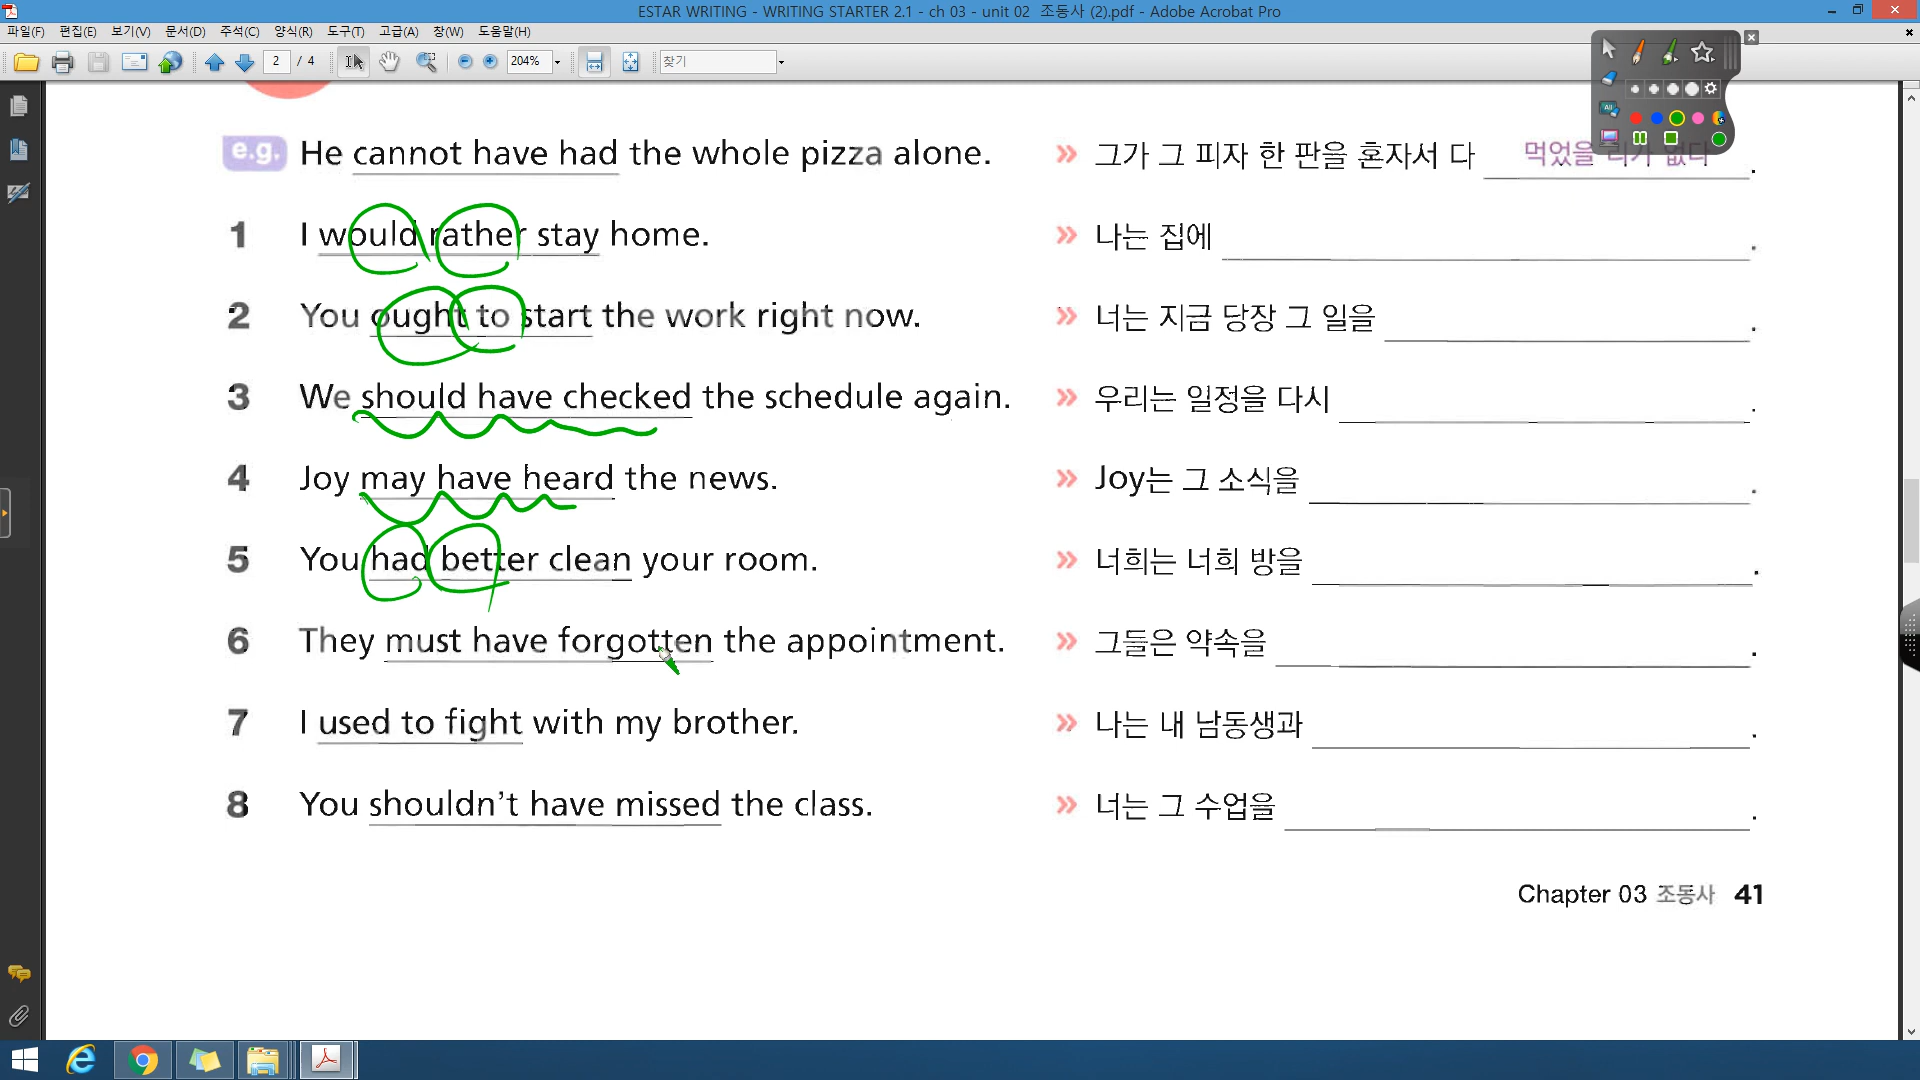 ESTAR WRITING - WRITING STARTER 2.1 - ch 03 - unit 02 조동사 (2).pdf - Adobe Acrobat Pro
파일(F) 편집(E) 보기(V) 문서(D) 주석(C) 양식(R) 도구(T) 고급(A) 창(W) 도움말(H)
2 / 4 204% 찾기
e.g. He cannot have had the whole pizza alone. » 그가 그 피자 한 판을 혼자서 다 먹었을 리가 없다.
1 I would rather stay home. » 나는 집에 .
2 You ought to start the work right now. » 너는 지금 당장 그 일을 .
3 We should have checked the schedule again. » 우리는 일정을 다시 .
4 Joy may have heard the news. » Joy는 그 소식을 .
5 You had better clean your room. » 너희는 너희 방을 .
6 They must have forgotten the appointment. » 그들은 약속을 .
7 I used to fight with my brother. » 나는 내 남동생과 .
8 You shouldn't have missed the class. » 너는 그 수업을 .
Chapter 03 조동사 41